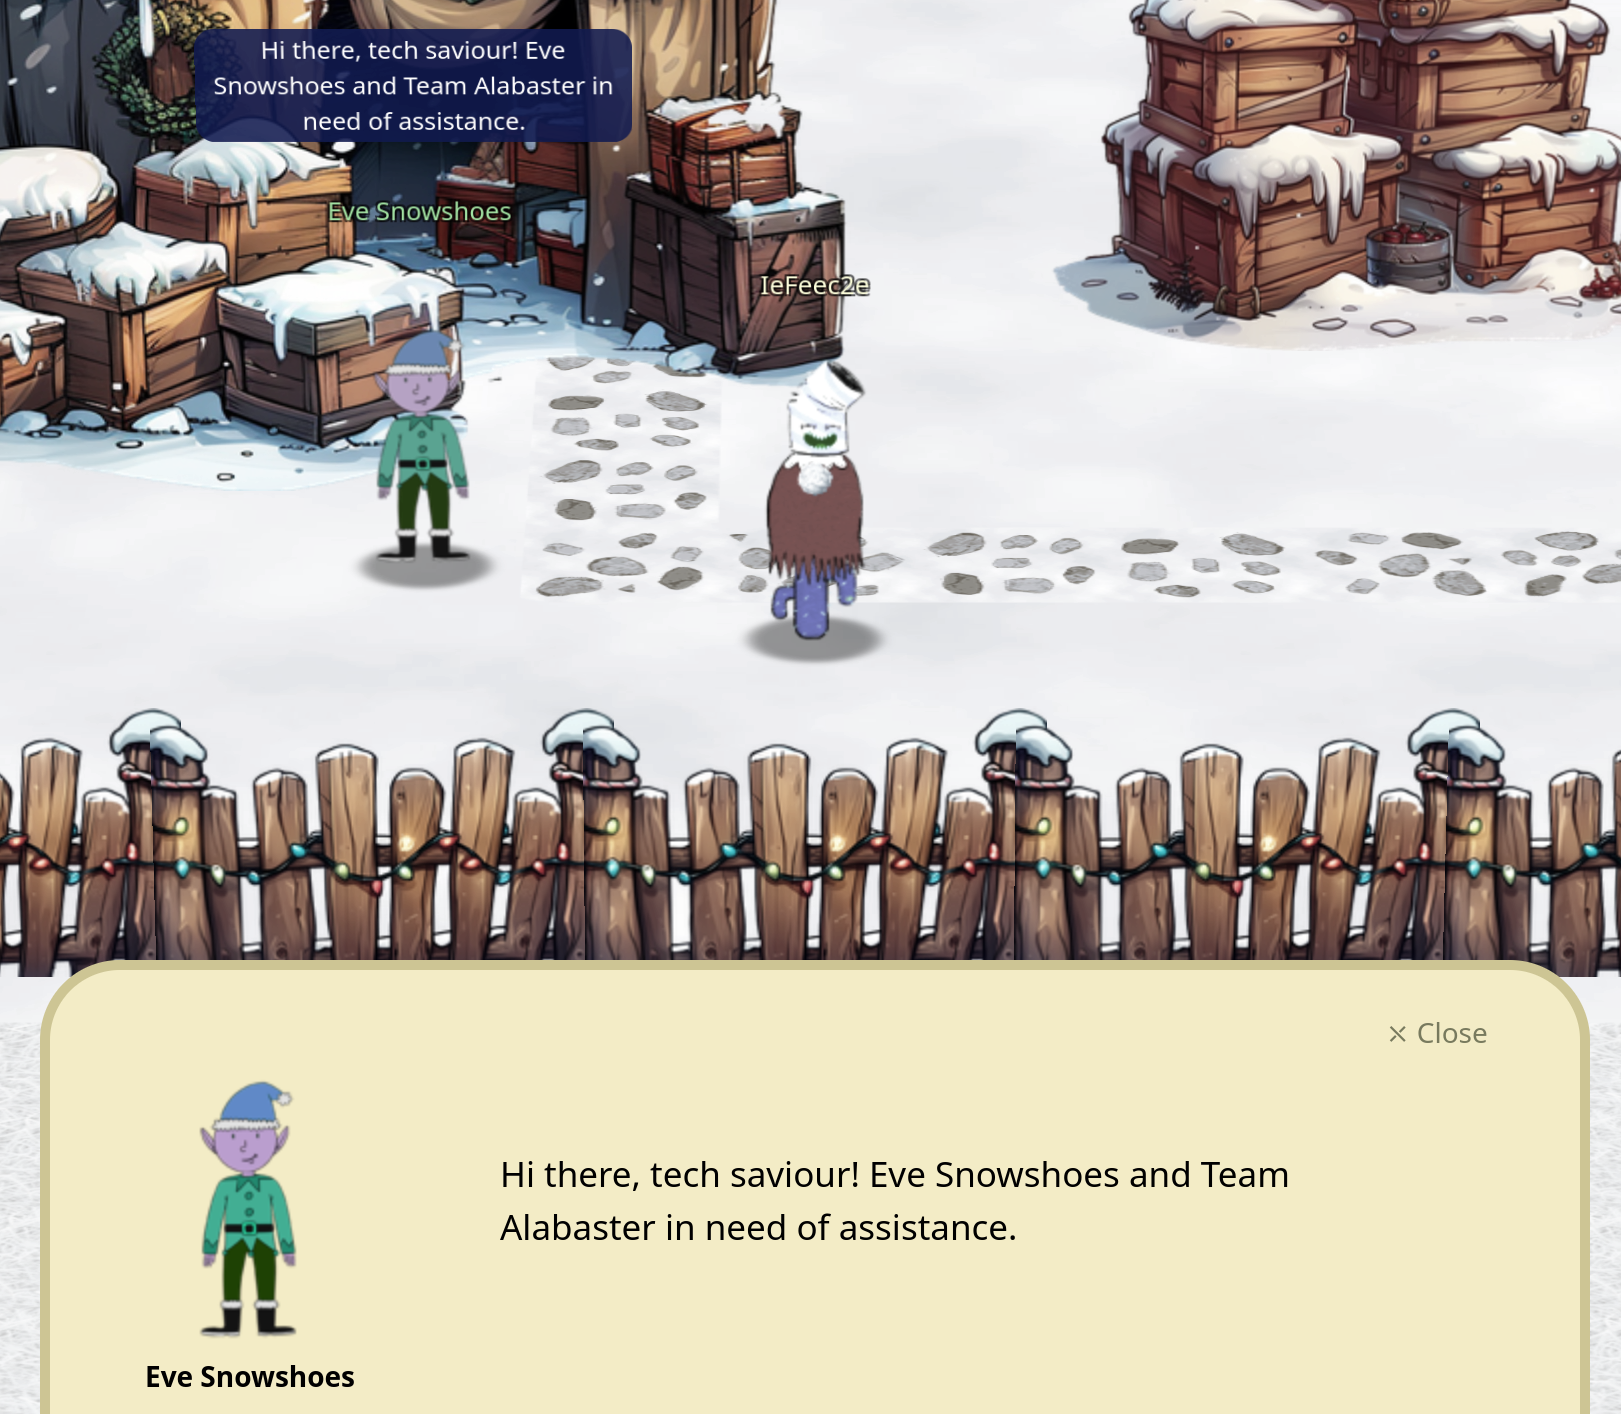 Hi there, tech saviour! Eve
Snowshoes and Team Alabaster in
need of assistance.
Eve Snowshoes
IeFeec2e
× Close
Hi there, tech saviour! Eve Snowshoes and Team
Alabaster in need of assistance.
Eve Snowshoes